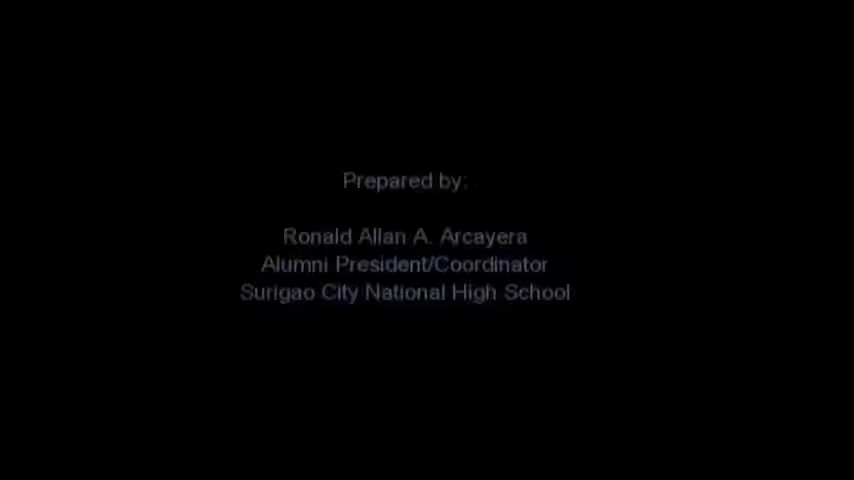 Prepared by:
Ronald Allan A. Arcayera
Alumni President/Coordinator
Surigao City National High School